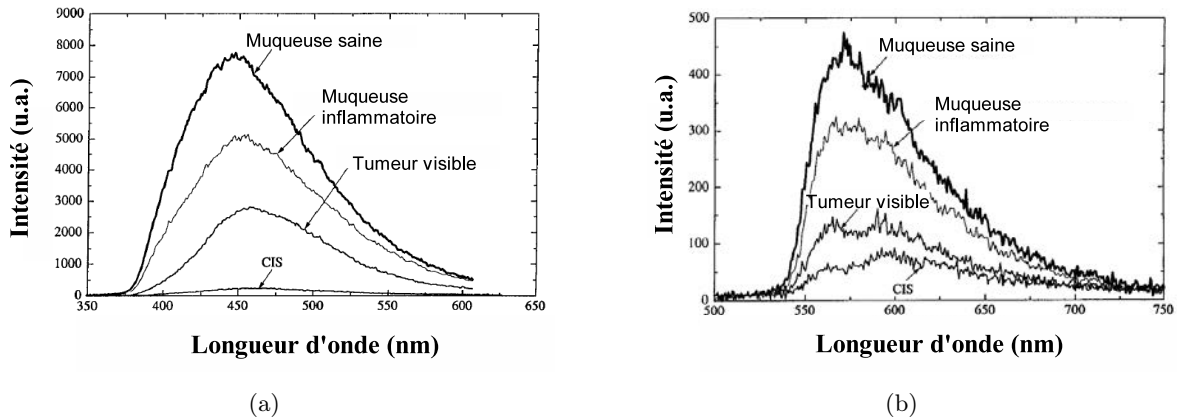 9000
8000
7000
6000
5000
4000
3000
2000
1000
0
350 400 450 500 550 600 650
Intensité (u.a.)
Longueur d'onde (nm)
Muqueuse saine
Muqueuse
inflammatoire
Tumeur visible
CIS
(a)
500
400
300
200
100
0
500 550 600 650 700 750
Intensité (u.a.)
Longueur d'onde (nm)
Muqueuse saine
Muqueuse
inflammatoire
Tumeur visible
CIS
(b)